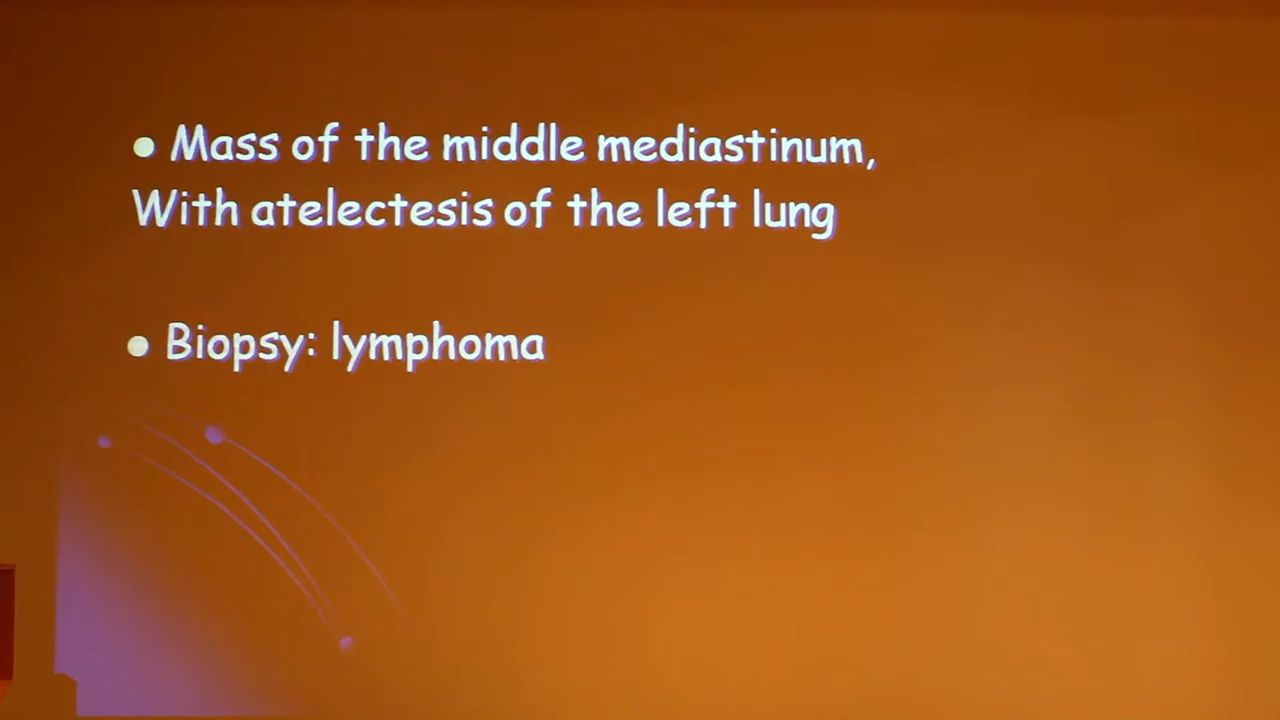 • Mass of the middle mediastinum,
With atelectesis of the left lung
• Biopsy: lymphoma